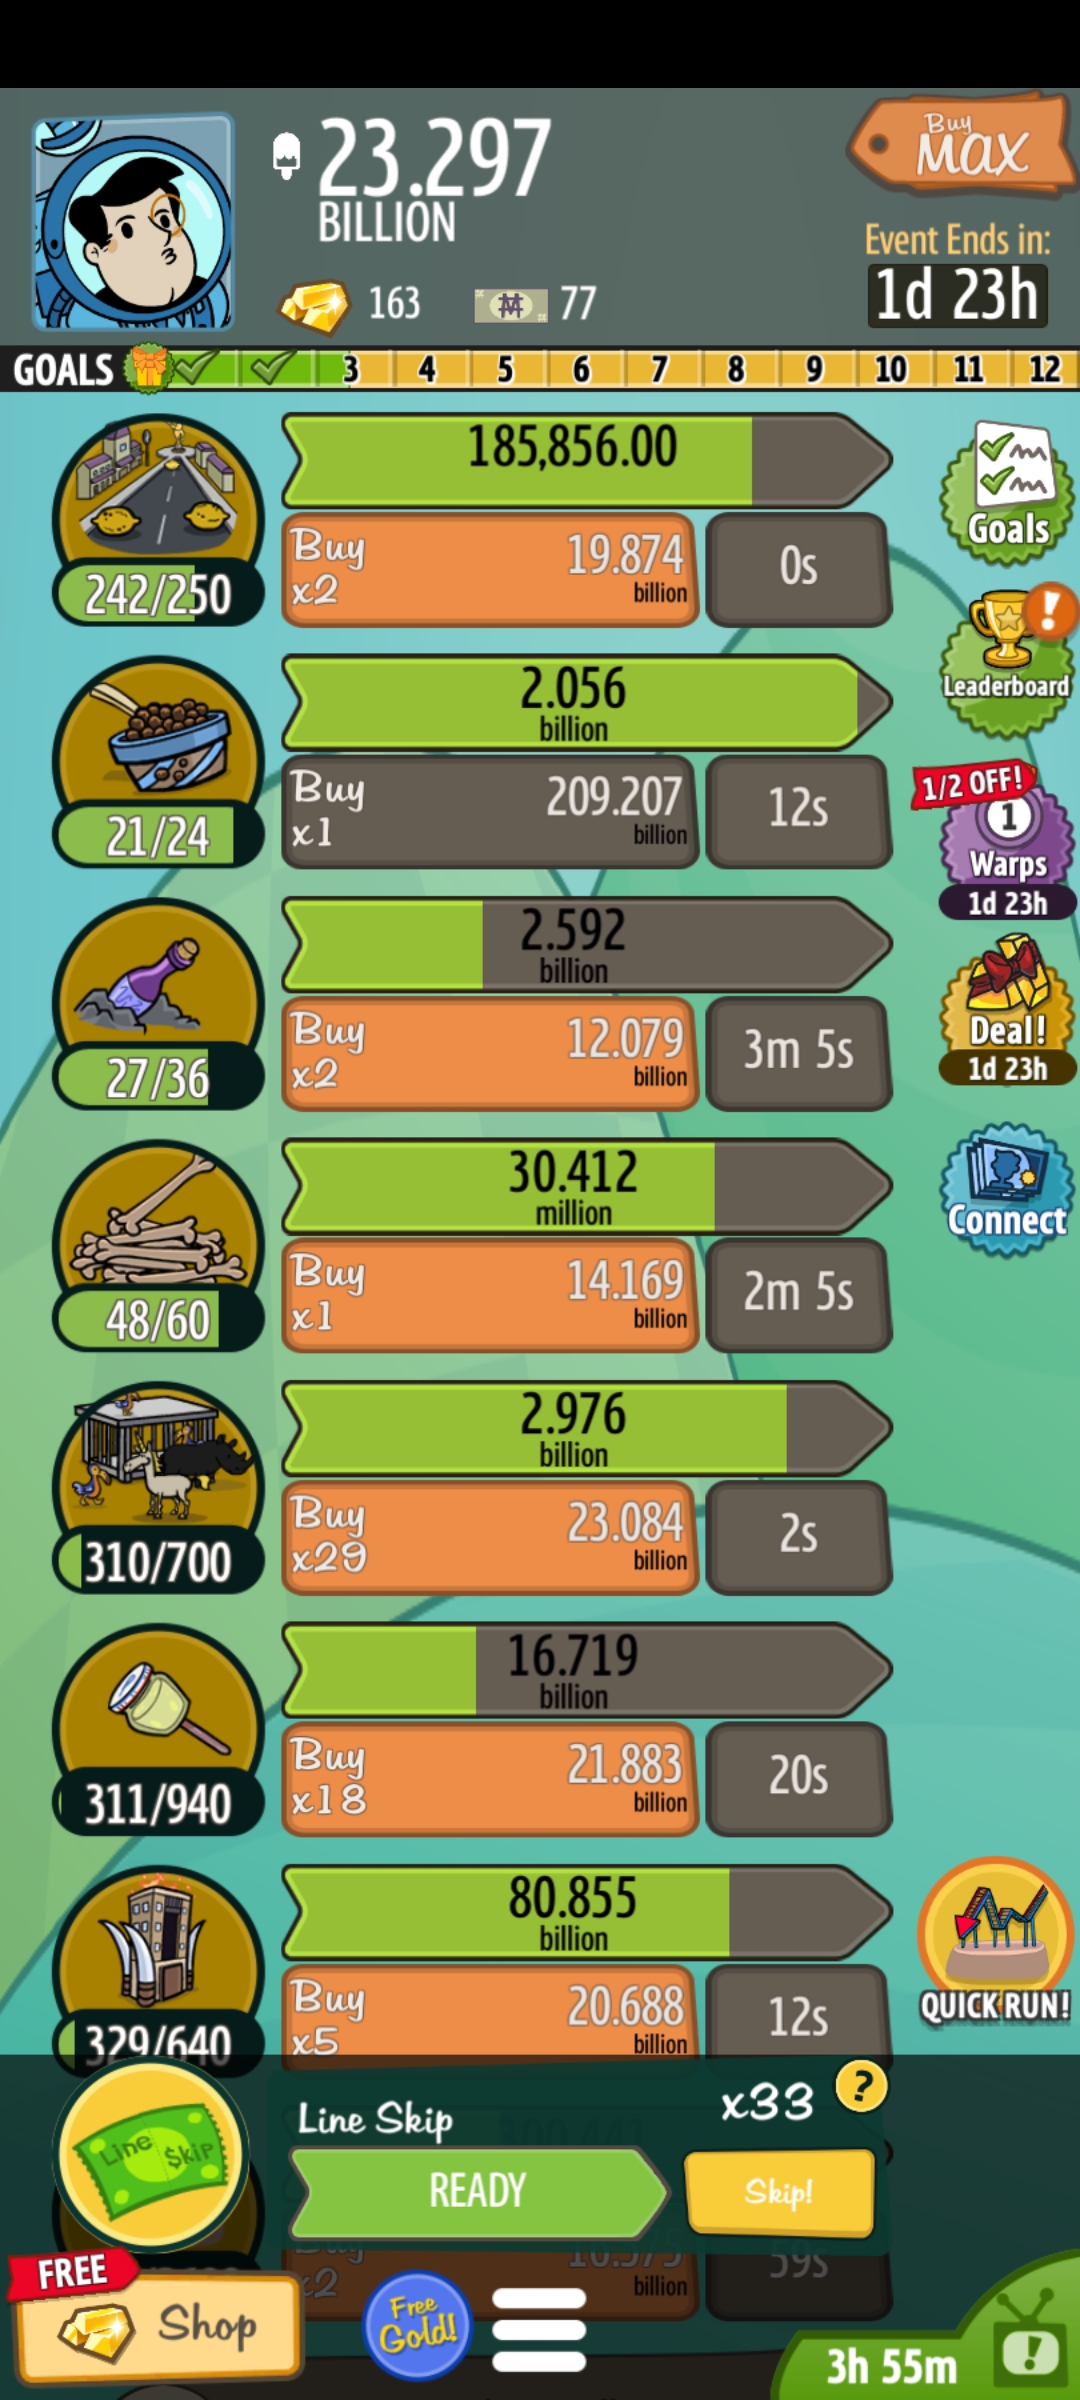 23.297
BILLION
Buy
MAX
163
77
Event Ends in:
1d 23h
GOALS 3 4 5 6 7 8 9 10 11 12
185,856.00
Buy
x2
19.874
billion
0s
242/250
Goals
2.056
billion
Buy
x1
209.207
billion
12s
21/24
Leaderboard
1/2 OFF!
1
Warps
1d 23h
2.592
billion
Buy
x2
12.079
billion
3m 5s
27/36
Deal!
1d 23h
30.412
million
Buy
x1
14.169
billion
2m 5s
48/60
Connect
2.976
billion
Buy
x29
23.084
billion
2s
310/700
16.719
billion
Buy
x18
21.883
billion
20s
311/940
80.855
billion
Buy
x5
20.688
billion
12s
329/640
QUICK RUN!
Line Skip
x33
?
Line $kip
READY
Skip!
Buy
x2
billion
59s
FREE
Shop
Free
Gold!
3h 55m